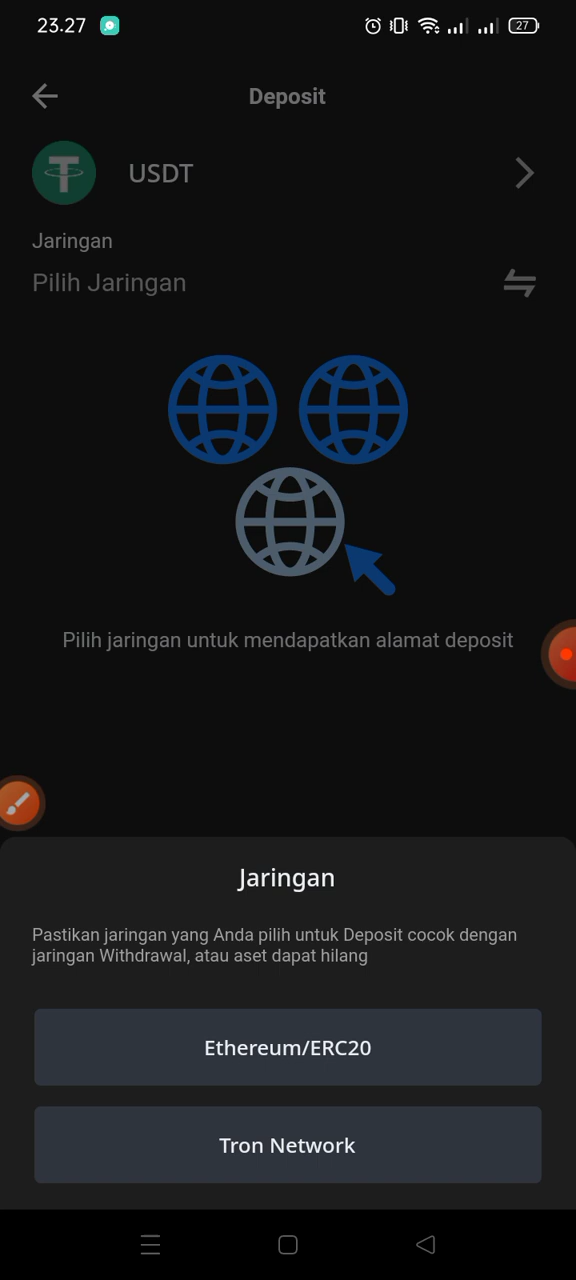 23.27
27
Deposit
USDT
Jaringan
Pilih Jaringan
Pilih jaringan untuk mendapatkan alamat deposit
Jaringan
Pastikan jaringan yang Anda pilih untuk Deposit cocok dengan
jaringan Withdrawal, atau aset dapat hilang
Ethereum/ERC20
Tron Network